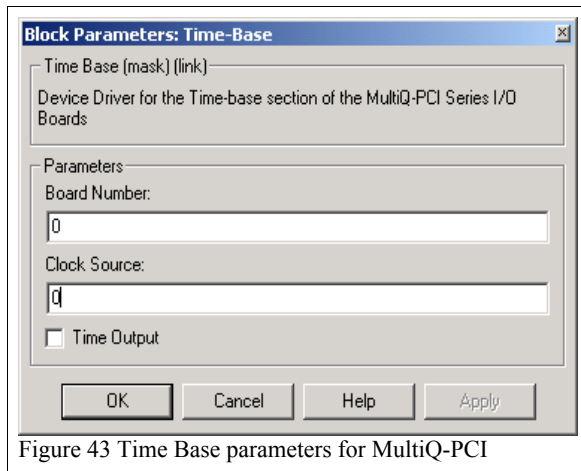 Block Parameters: Time-Base
Time Base (mask) (link)
Device Driver for the Time-base section of the MultiQ-PCI Series I/O
Boards
Parameters
Board Number:
0
Clock Source:
0
Time Output
OK Cancel Help Apply
Figure 43 Time Base parameters for MultiQ-PCI